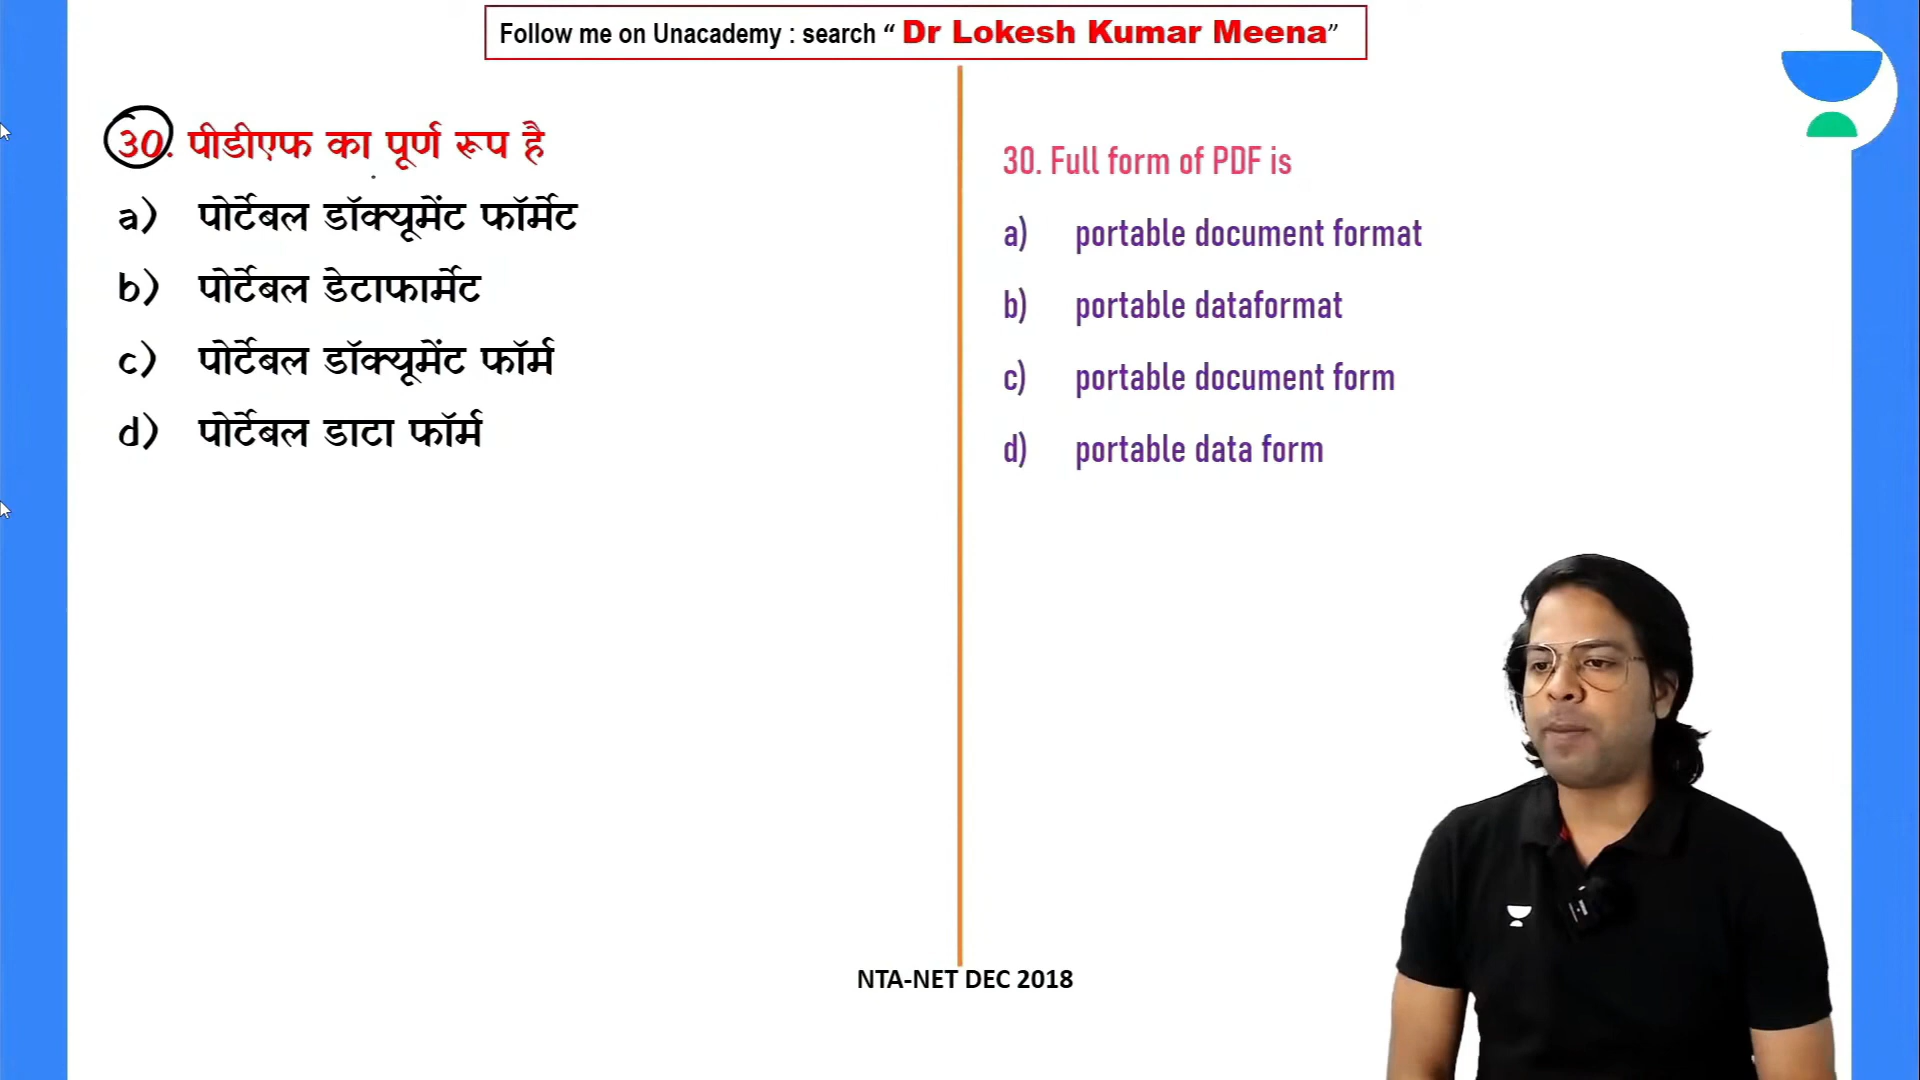 Follow me on Unacademy : search “ Dr Lokesh Kumar Meena”
30. पीडीएफ का पूर्ण रूप है
a) पोर्टेबल डॉक्यूमेंट फॉर्मेट
b) पोर्टेबल डेटाफार्मेट
c) पोर्टेबल डॉक्यूमेंट फॉर्म
d) पोर्टेबल डाटा फॉर्म
30. Full form of PDF is
a) portable document format
b) portable dataformat
c) portable document form
d) portable data form
NTA-NET DEC 2018